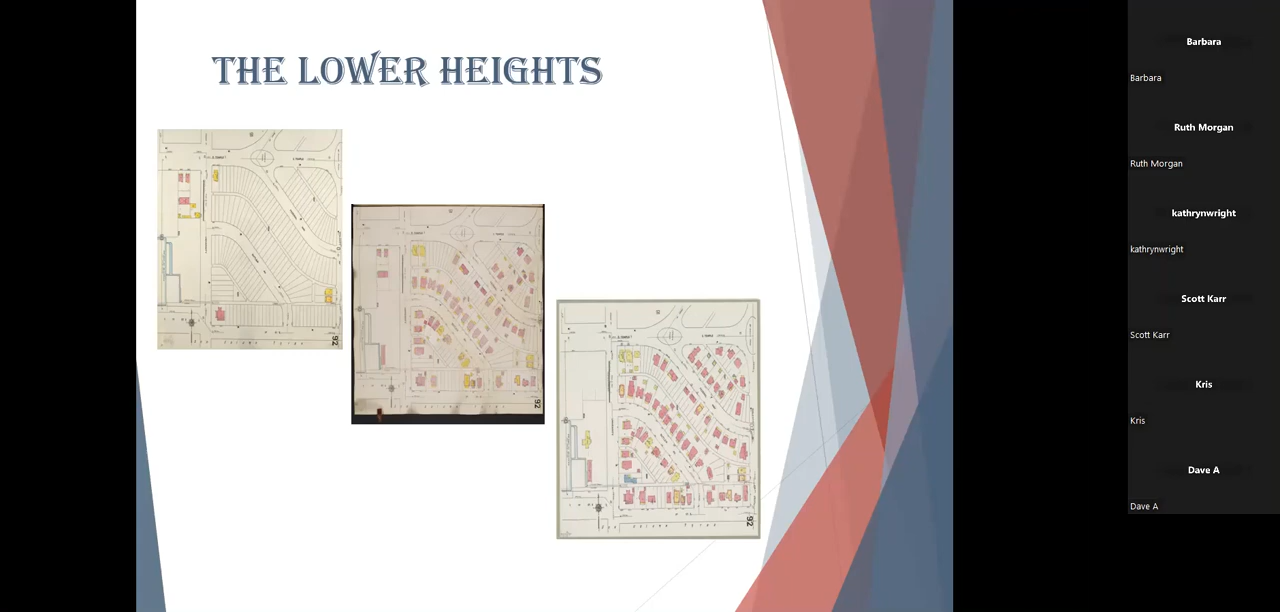 THE LOWER HEIGHTS
92
92
92
Barbara
Barbara
Ruth Morgan
Ruth Morgan
kathrynwright
kathrynwright
Scott Karr
Scott Karr
Kris
Kris
Dave A
Dave A